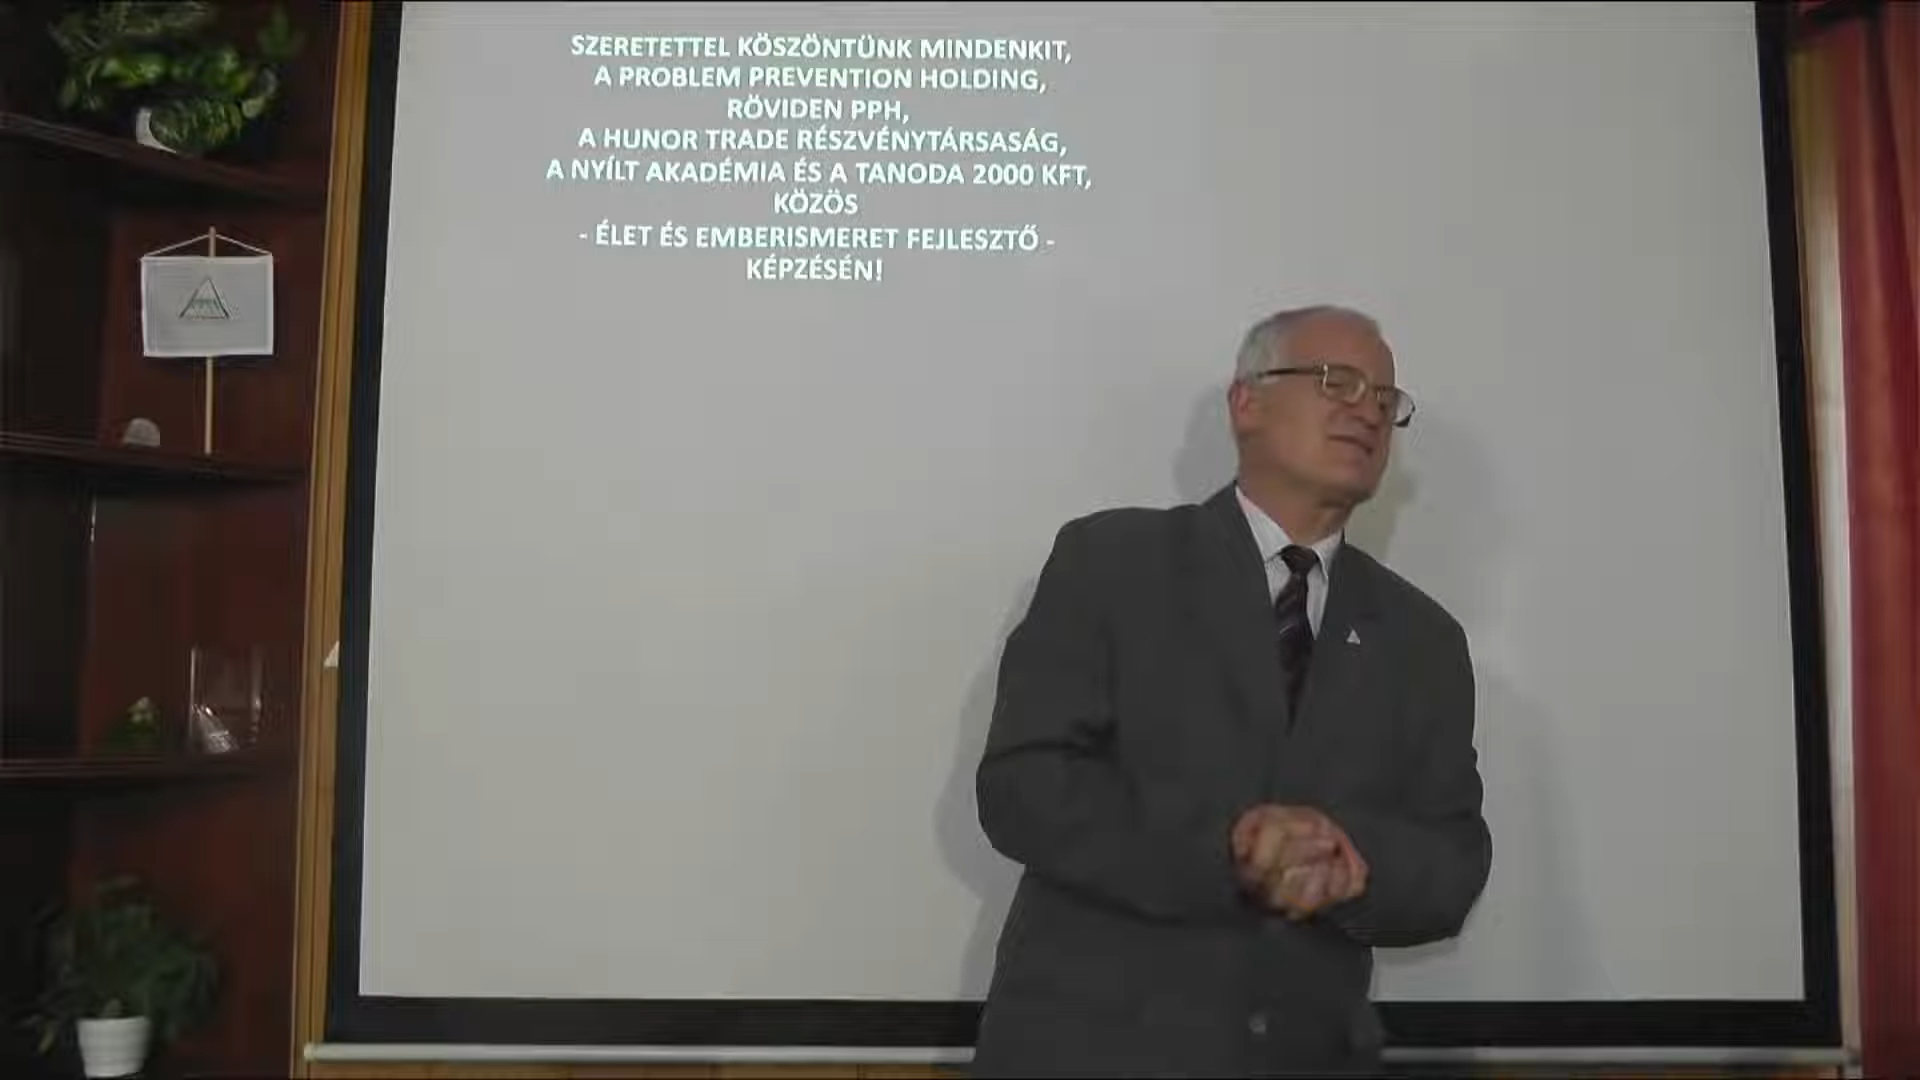 SZERETETTEL KÖSZÖNTÜNK MINDENKIT,
A PROBLEM PREVENTION HOLDING,
RÖVIDEN PPH,
A HUNOR TRADE RÉSZVÉNYTÁRSASÁG,
A NYÍLT AKADÉMIA ÉS A TANODA 2000 KFT,
KÖZÖS
- ÉLET ÉS EMBERISMERET FEJLESZTŐ -
KÉPZÉSÉN!